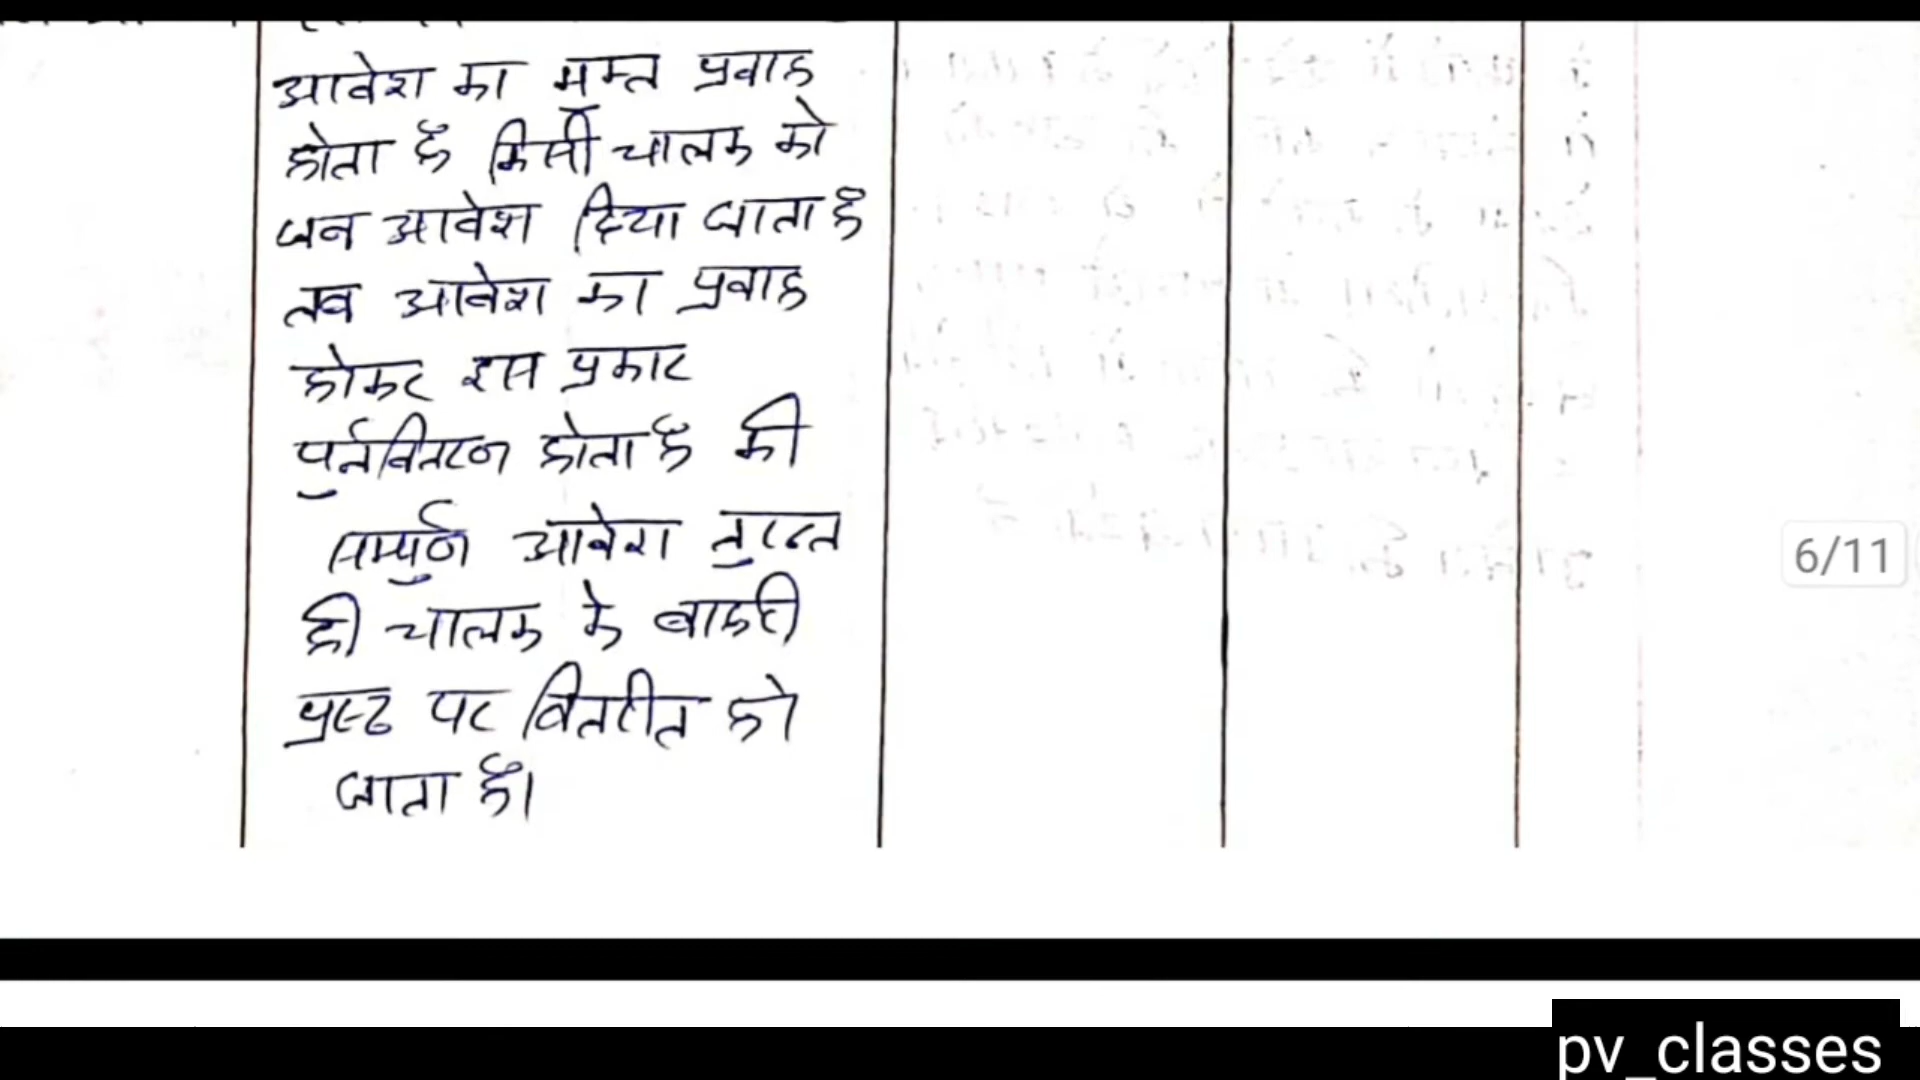 आवेश का मुक्त प्रवाह
होता है किसी चालक को
जब आवेश दिया जाता है
तब आवेश का प्रवाह
होकर इस प्रकार
पुर्नवितरण होता है की
सम्पुर्ण आवेश तुरन्त
ही चालक के बाहरी
प्रस्ठ पर वितरीत हो
जाता है।
6/11
pv_classes